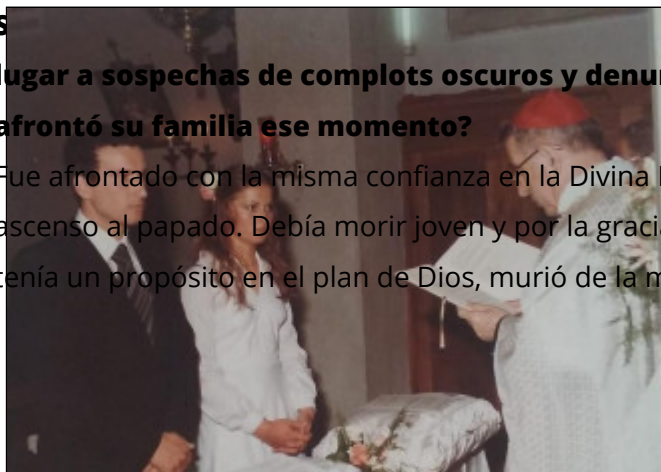 s
lugar a sospechas de complots oscuros y denu
afrontó su familia ese momento?
Fue afrontado con la misma confianza en la Divina
ascenso al papado. Debía morir joven y por la graci
tenía un propósito en el plan de Dios, murió de la m